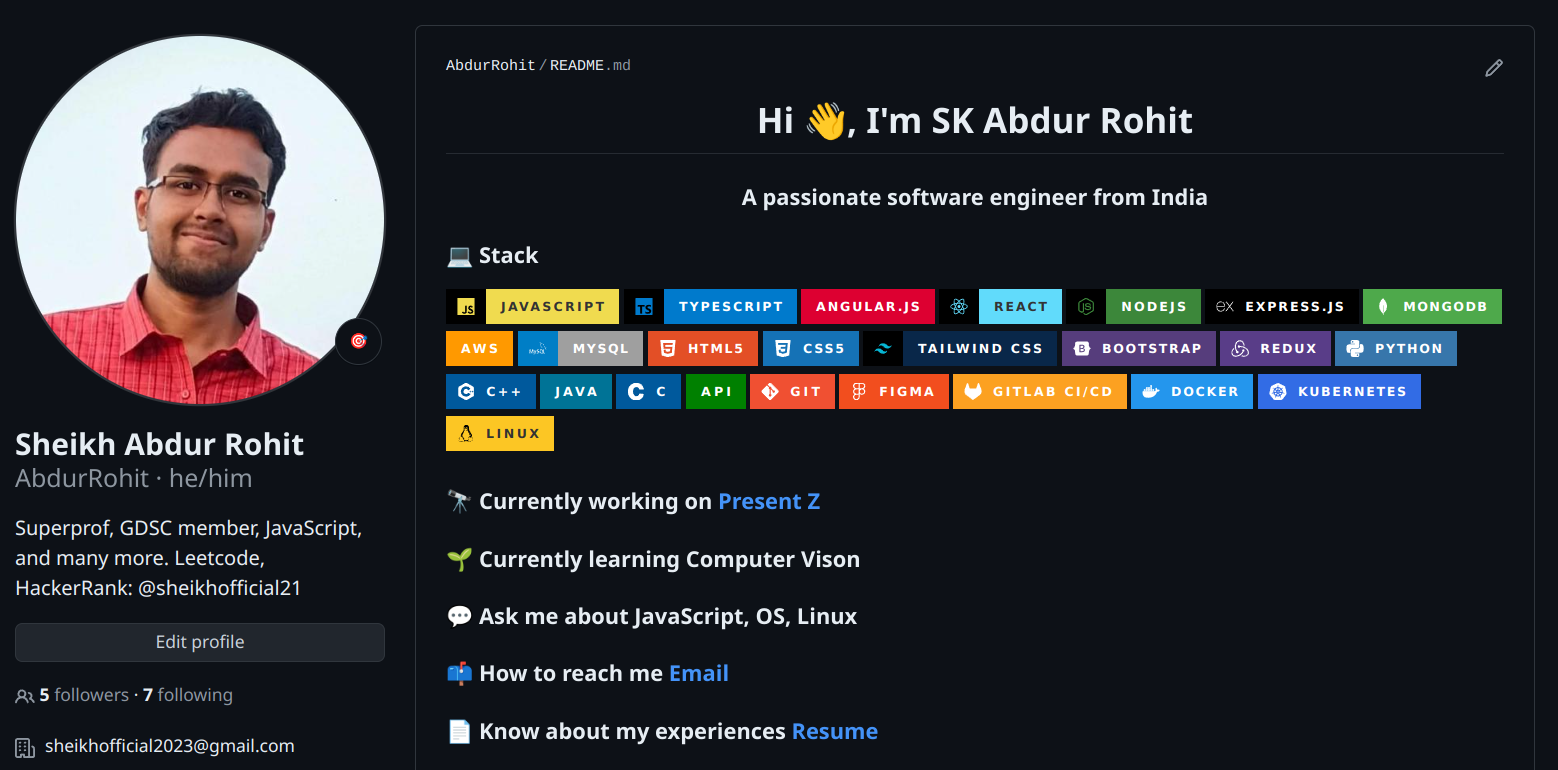 Sheikh Abdur Rohit
AbdurRohit · he/him
Superprof, GDSC member, JavaScript,
and many more. Leetcode,
HackerRank: @sheikhofficial21
Edit profile
5 followers · 7 following
sheikhofficial2023@gmail.com
AbdurRohit/README.md
Hi 👋, I'm SK Abdur Rohit
A passionate software engineer from India
💻 Stack
JS JAVASCRIPT TS TYPESCRIPT ANGULAR.JS REACT JS NODEJS ex EXPRESS.JS MONGODB
AWS MySQL MYSQL HTML5 CSS5 TAILWIND CSS B BOOTSTRAP REDUX PYTHON
C++ JAVA C C API GIT FIGMA GITLAB CI/CD DOCKER KUBERNETES
LINUX
🔭 Currently working on Present Z
🌱 Currently learning Computer Vison
💬 Ask me about JavaScript, OS, Linux
📫 How to reach me Email
📄 Know about my experiences Resume